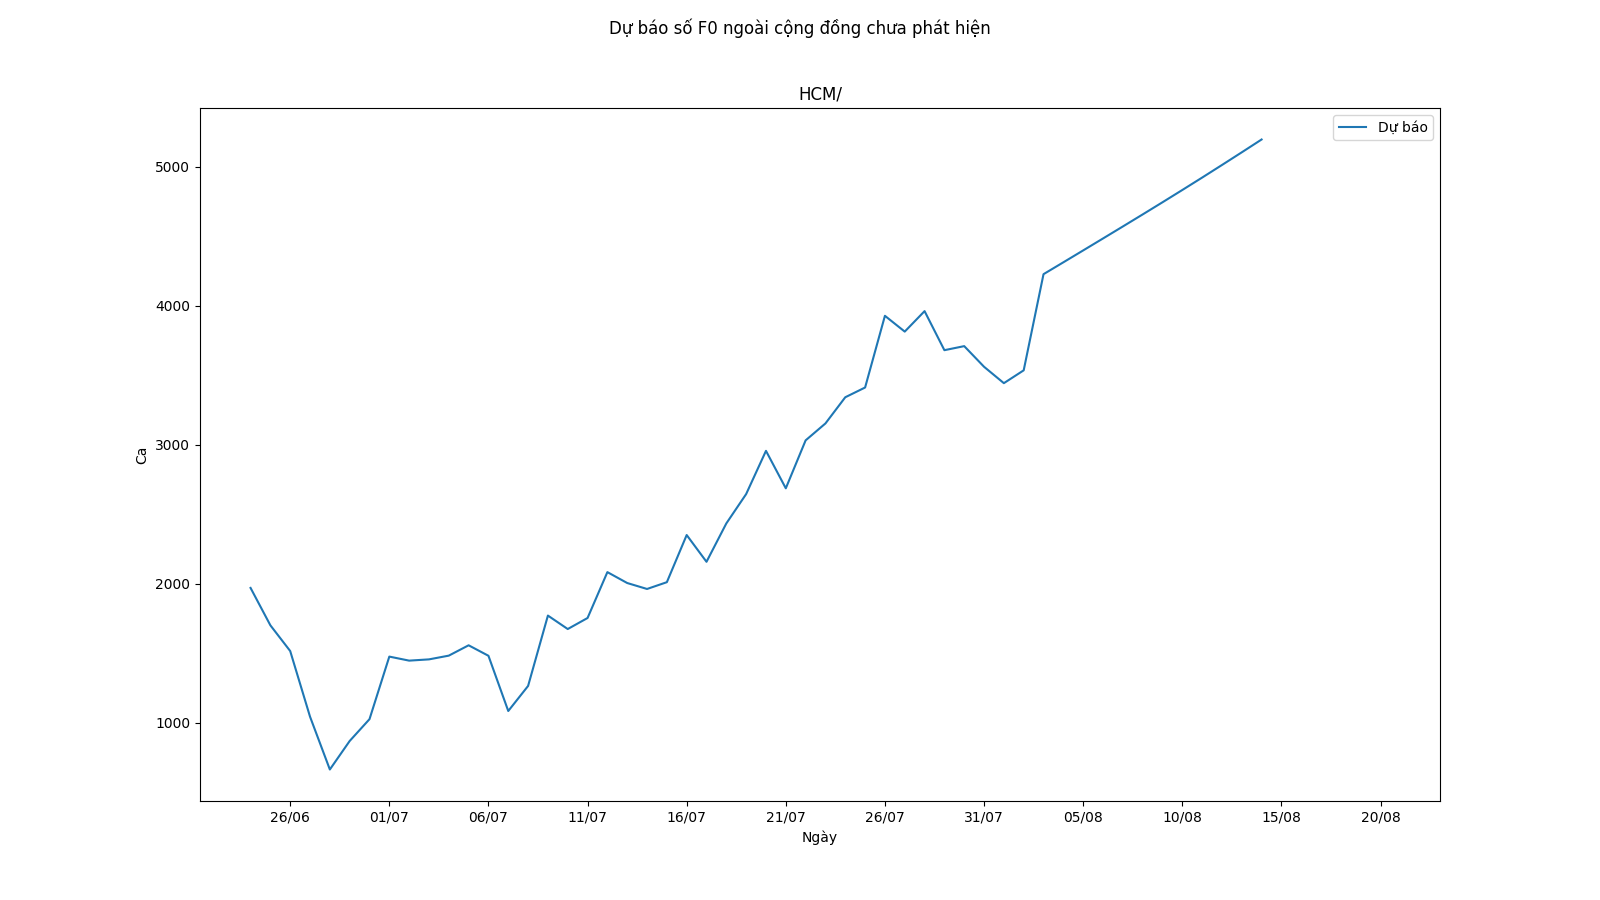 Dự báo số F0 ngoài cộng đồng chưa phát hiện
HCM/
Dự báo
5000
4000
3000
2000
1000
Ca
26/06 01/07 06/07 11/07 16/07 21/07 26/07 31/07 05/08 10/08 15/08 20/08
Ngày